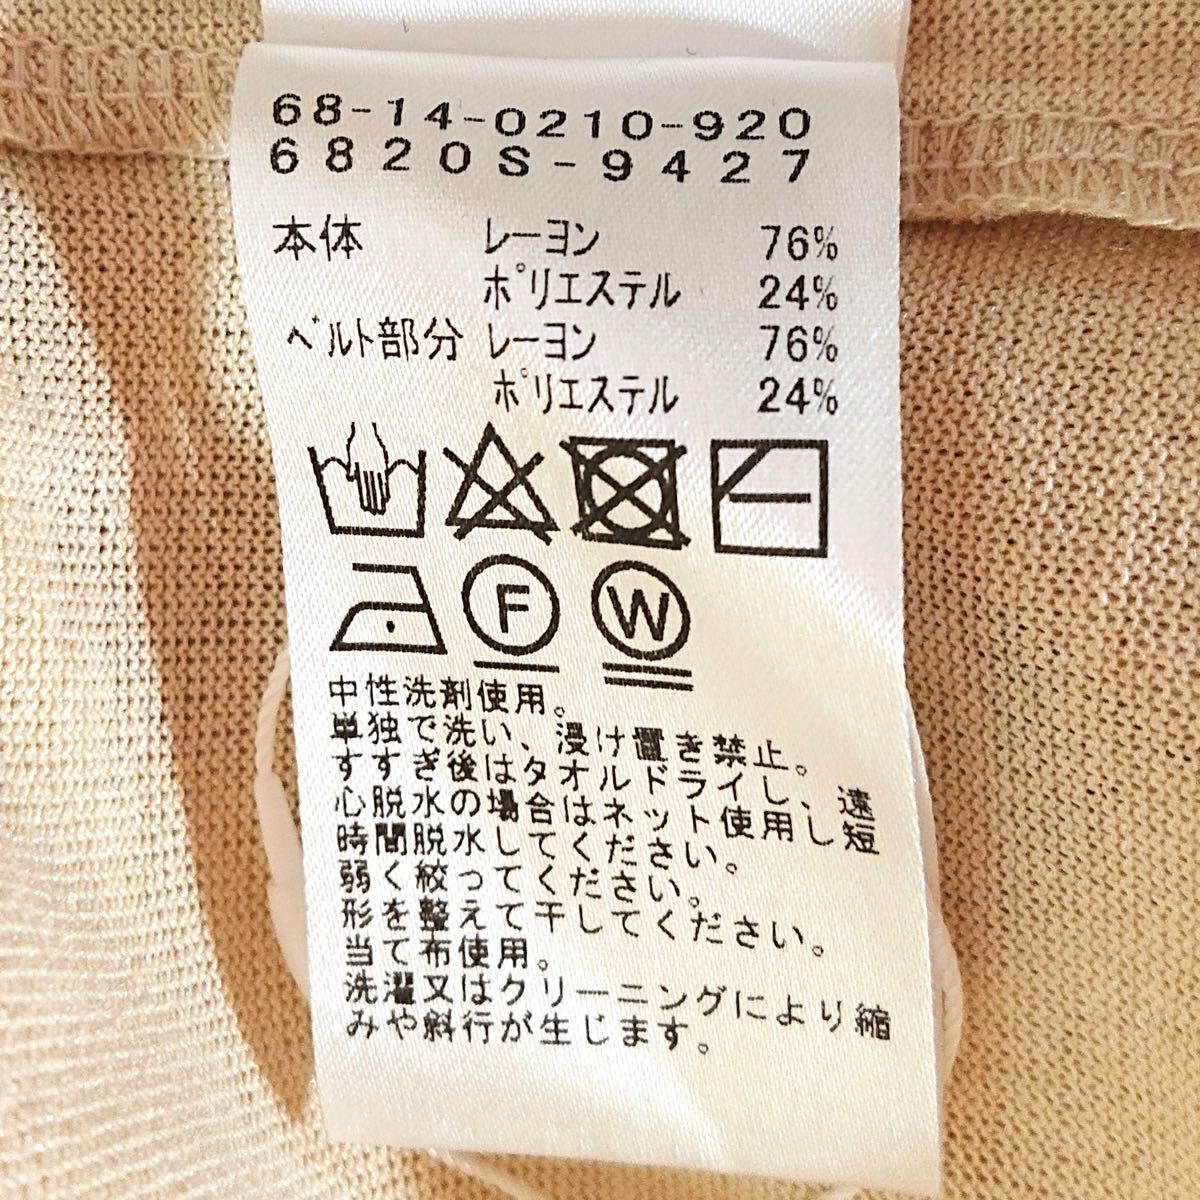 68-14-0210-920
6820S-9427
本体 レーヨン 76%
ポリエステル 24%
ベルト部分 レーヨン 76%
ポリエステル 24%
F W
中性洗剤使用。
単独で洗い、浸け置き禁止。
すすぎ後はタオルドライし、遠
心脱水の場合はネット使用し短
時間脱水してください。
弱く絞ってください。
形を整えて干してください。
当て布使用。
洗濯又はクリーニングにより縮
みや斜行が生じます。